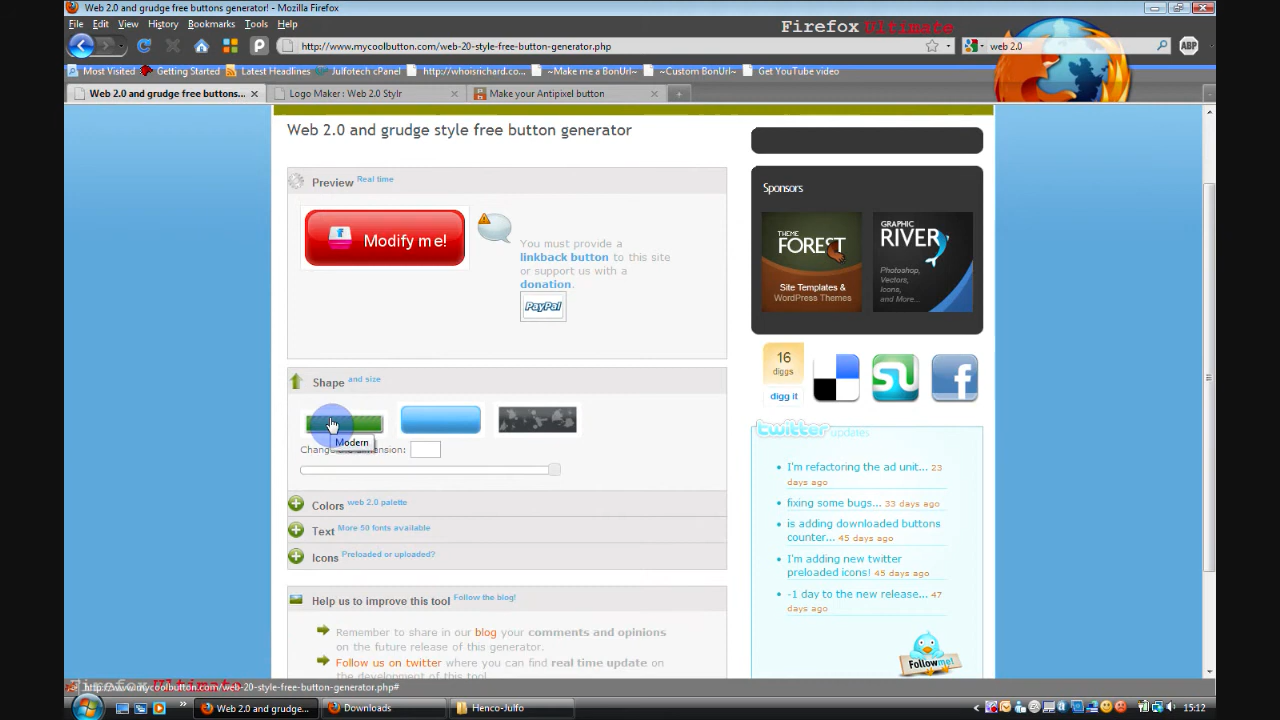 Web 2.0 and grudge free buttons generator! - Mozilla Firefox
File Edit View History Bookmarks Tools Help
Firefox Ultimate
http://www.mycoolbutton.com/web-20-style-free-button-generator.php
web 2.0
ABP
Most Visited Getting Started Latest Headlines Julfotech cPanel http://whoisrichard.co... ~Make me a BonUrl~ ~Custom BonUrl~ Get YouTube video
Web 2.0 and grudge free buttons... Logo Maker : Web 2.0 Stylr Make your Antipixel button
Web 2.0 and grudge style free button generator
Preview Real time
Modify me!
You must provide a
linkback button to this site
or support us with a
donation.
PayPal
Shape and size
Modern
dimension:
Colors web 2.0 palette
Text More 50 fonts available
Icons Preloaded or uploaded?
Help us to improve this tool Follow the blog!
Remember to share in our blog your comments and opinions
on the future release of this generator.
Follow us on twitter where you can find real time update on
the development of this tool.
Sponsors
THEME
FOREST
Site Templates &
WordPress Themes
GRAPHIC
RIVER
Photoshop,
Vectors,
Icons,
and More...
16
diggs
digg it
twitter updates
I'm refactoring the ad unit... 23
days ago
fixing some bugs... 33 days ago
is adding downloaded buttons
counter... 45 days ago
I'm adding new twitter
preloaded icons! 45 days ago
-1 day to the new release... 47
days ago
Follow me!
http://www.mycoolbutton.com/web-20-style-free-button-generator.php#
Firefox Ultimate
Web 2.0 and grudge... Downloads Henco-Julfo
15:12